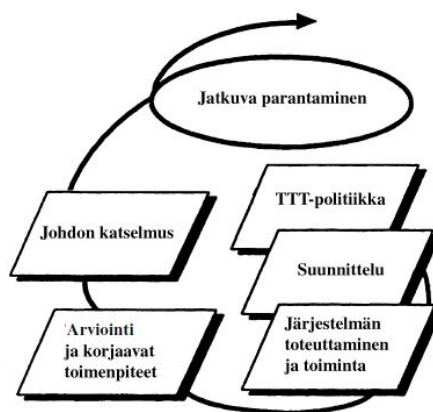 Jatkuva parantaminen
TTT-politiikka
Suunnittelu
Järjestelmän
toteuttaminen
ja toiminta
Arviointi
ja korjaavat
toimenpiteet
Johdon katselmus